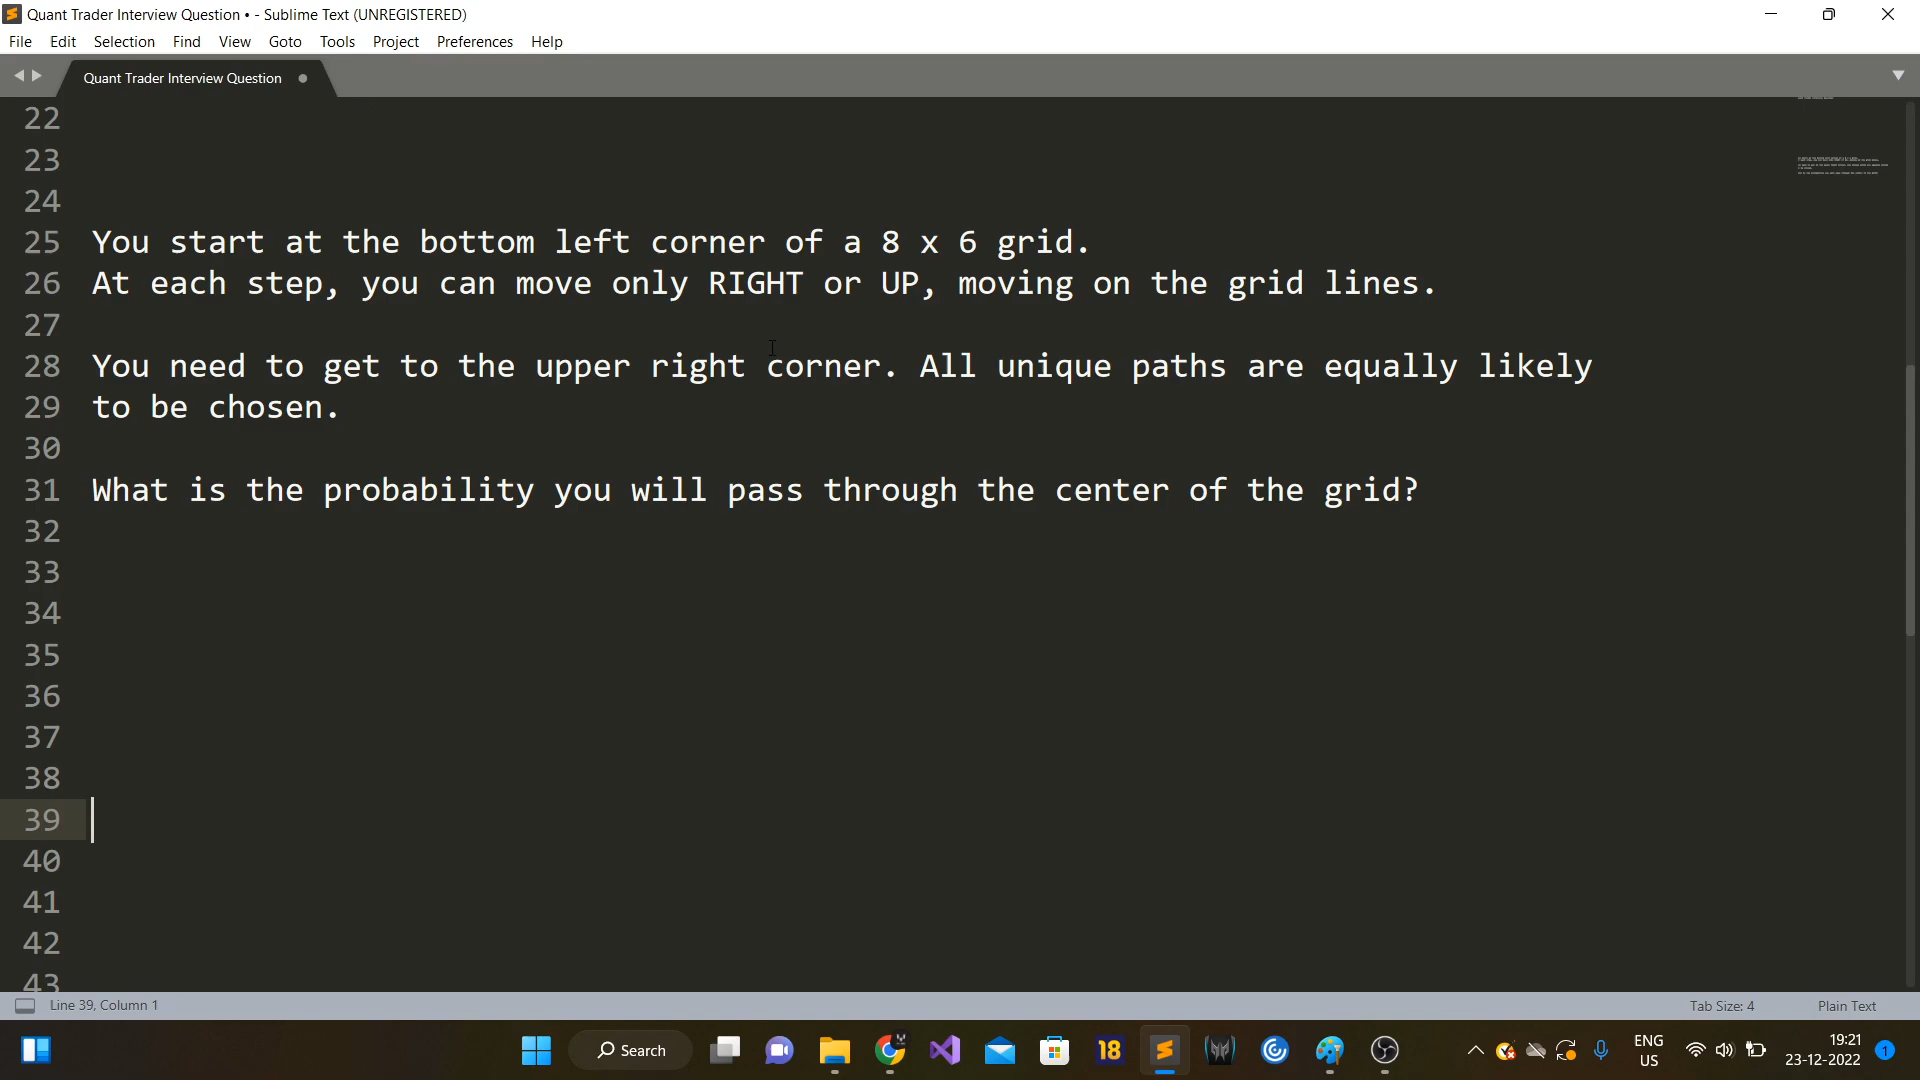 Quant Trader Interview Question • - Sublime Text (UNREGISTERED)
File Edit Selection Find View Goto Tools Project Preferences Help
Quant Trader Interview Question
22
23
24
25 You start at the bottom left corner of a 8 x 6 grid.
26 At each step, you can move only RIGHT or UP, moving on the grid lines.
27
28 You need to get to the upper right corner. All unique paths are equally likely
29 to be chosen.
30
31 What is the probability you will pass through the center of the grid?
32
33
34
35
36
37
38
39
40
41
42
43
Line 39, Column 1 Tab Size: 4 Plain Text
Search 18 ENG 19:21
US 23-12-2022 1